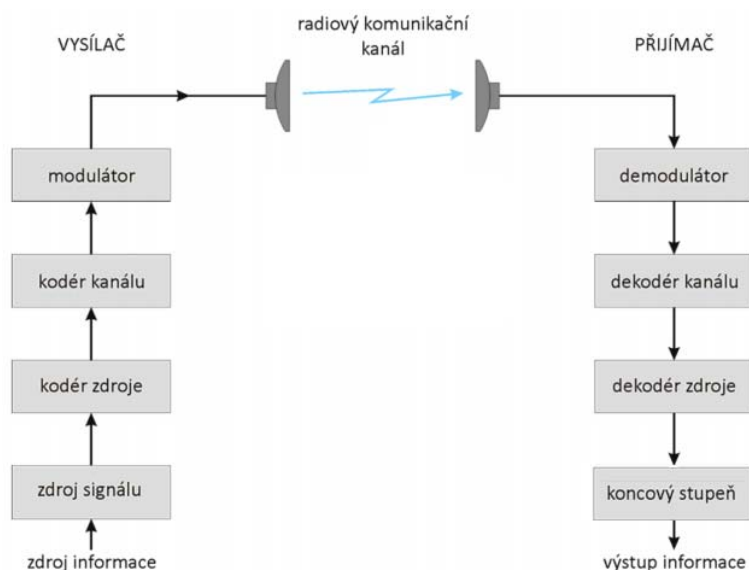 VYSÍLAČ
radiový komunikační
kanál
PŘIJÍMAČ
modulátor
demodulátor
kodér kanálu
dekodér kanálu
kodér zdroje
dekodér zdroje
zdroj signálu
koncový stupeň
zdroj informace
výstup informace